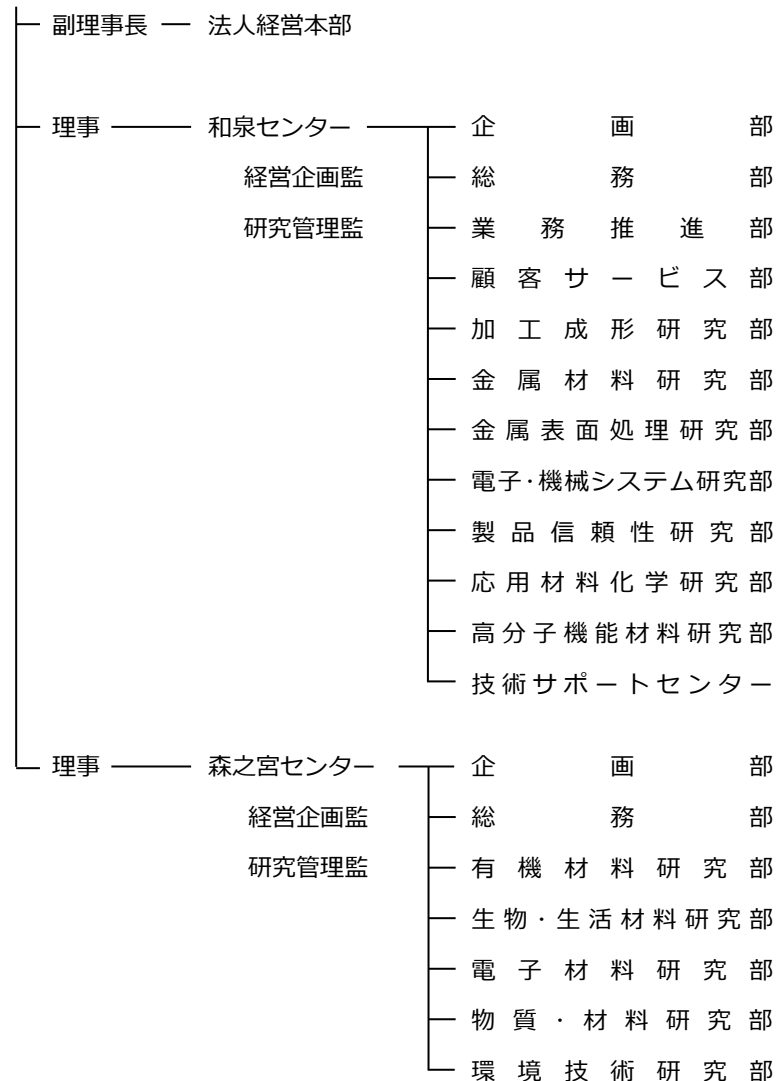 副理事長 法人経営本部
理事 和泉センター 企画部
経営企画監 総務部
研究管理監 業務推進部
顧客サービス部
加工成形研究部
金属材料研究部
金属表面処理研究部
電子・機械システム研究部
製品信頼性研究部
応用材料化学研究部
高分子機能材料研究部
技術サポートセンター
理事 森之宮センター 企画部
経営企画監 総務部
研究管理監 有機材料研究部
生物・生活材料研究部
電子材料研究部
物質・材料研究部
環境技術研究部